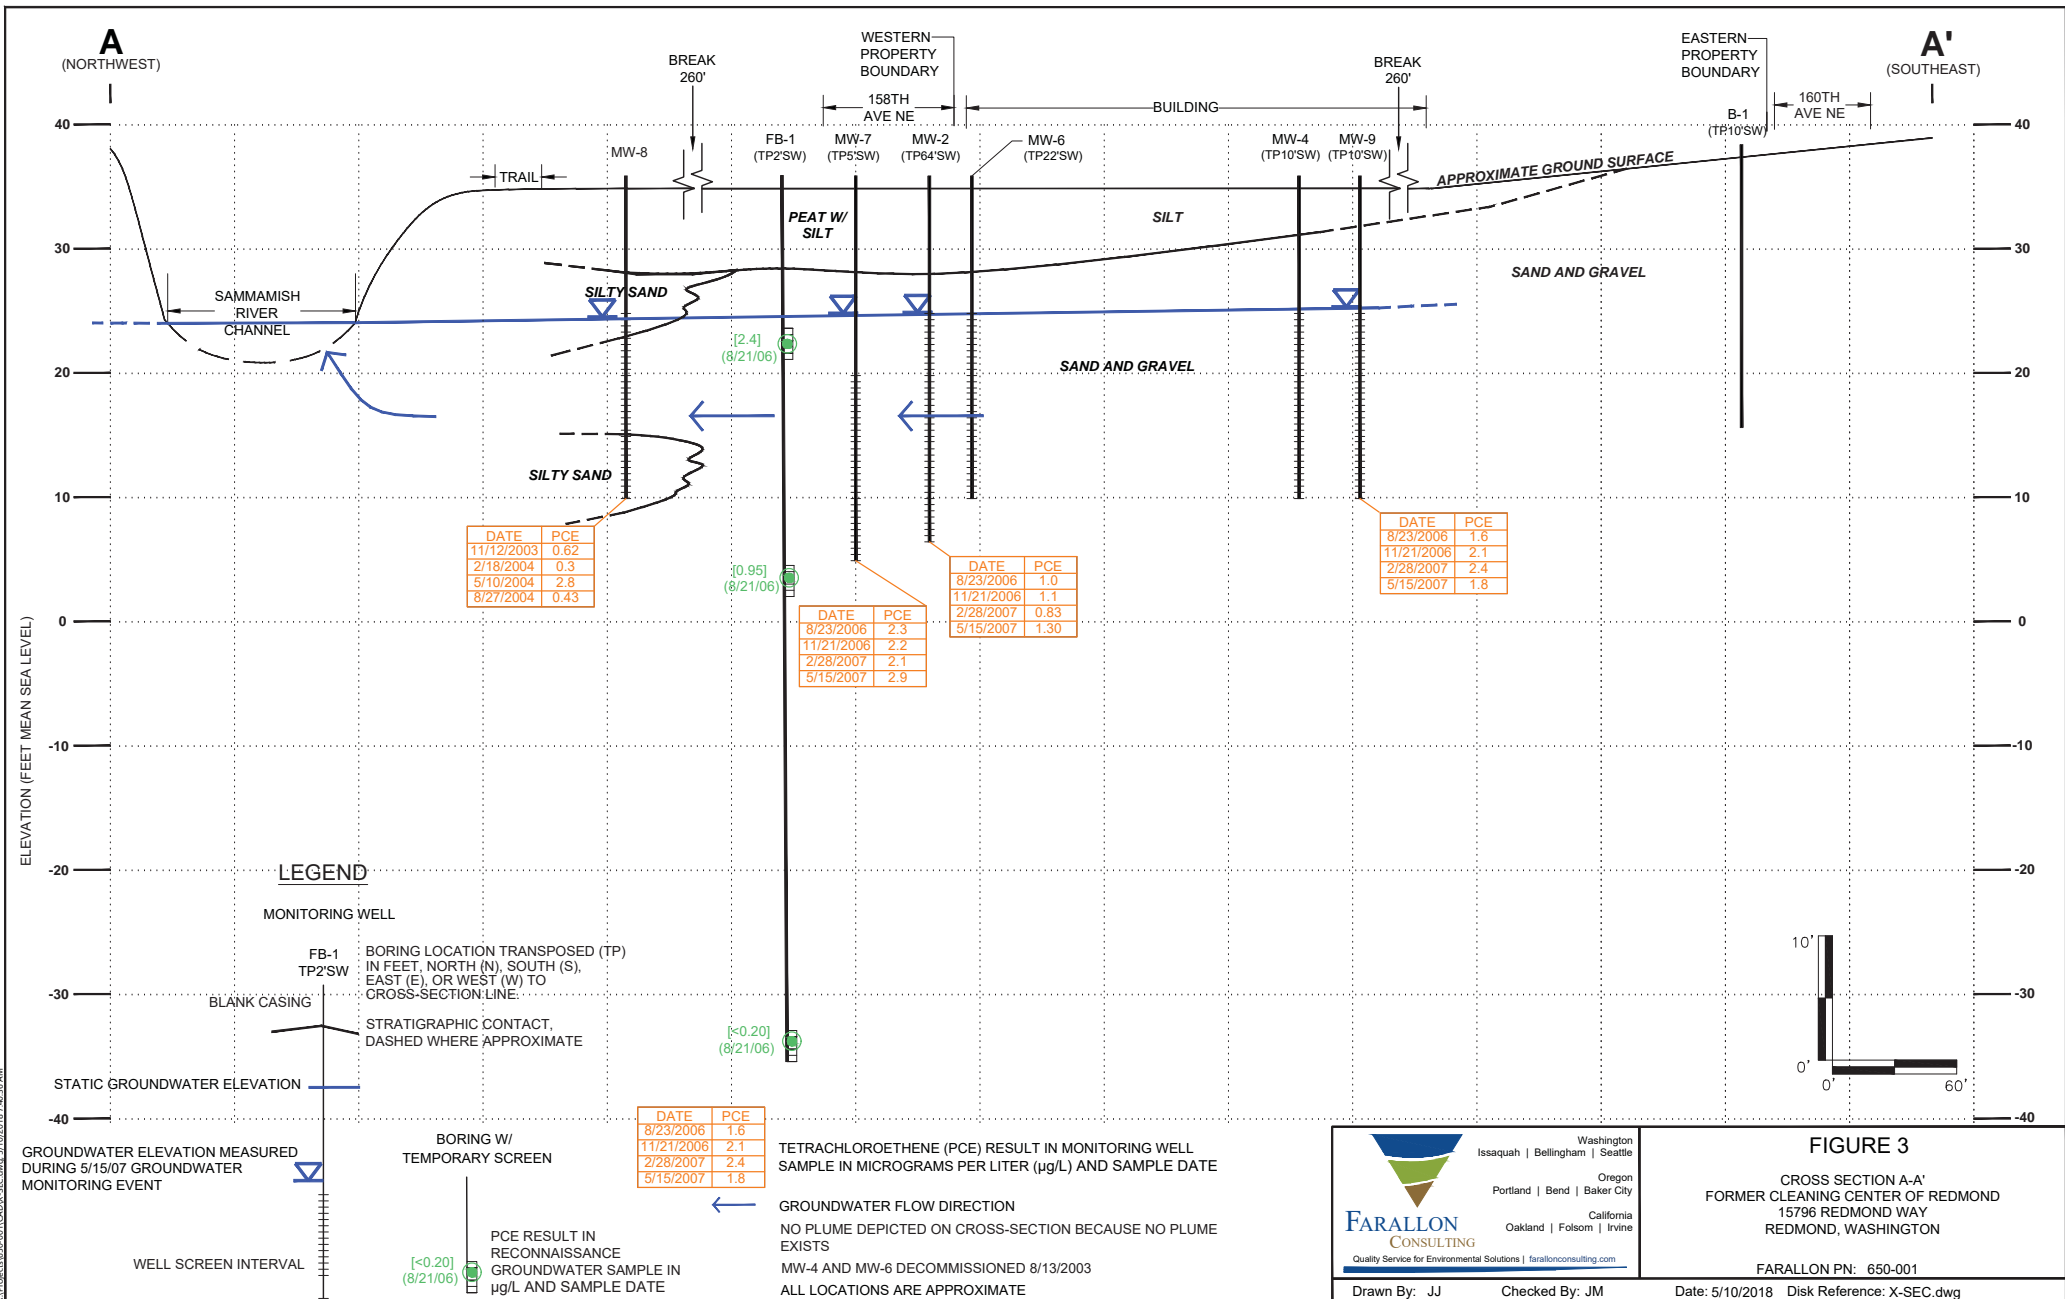 A
(NORTHWEST)
BREAK
260'
WESTERN
PROPERTY
BOUNDARY
158TH
AVE NE
BUILDING
BREAK
260'
EASTERN
PROPERTY
BOUNDARY
160TH
AVE NE
A'
(SOUTHEAST)
MW-8
FB-1
(TP2'SW)
MW-7
(TP5'SW)
MW-2
(TP64'SW)
MW-6
(TP22'SW)
MW-4
(TP10'SW)
MW-9
(TP10'SW)
B-1
(TP10'SW)
TRAIL
APPROXIMATE GROUND SURFACE
PEAT W/
SILT
SILT
SAND AND GRAVEL
SILTY SAND
SAMMAMISH
RIVER
CHANNEL
SAND AND GRAVEL
SILTY SAND
[2.4]
(8/21/06)
[0.95]
(8/21/06)
[<0.20]
(8/21/06)
DATE PCE
11/12/2003 0.62
2/18/2004 0.3
5/10/2004 2.8
8/27/2004 0.43
DATE PCE
8/23/2006 2.3
11/21/2006 2.2
2/28/2007 2.1
5/15/2007 2.9
DATE PCE
8/23/2006 1.0
11/21/2006 1.1
2/28/2007 0.83
5/15/2007 1.30
DATE PCE
8/23/2006 1.6
11/21/2006 2.1
2/28/2007 2.4
5/15/2007 1.8
ELEVATION (FEET MEAN SEA LEVEL)
40
30
20
10
0
-10
-20
-30
-40
40
30
20
10
0
-10
-20
-30
-40
LEGEND
MONITORING WELL
FB-1
TP2'SW
BORING LOCATION TRANSPOSED (TP)
IN FEET, NORTH (N), SOUTH (S),
EAST (E), OR WEST (W) TO
CROSS-SECTION LINE.
BLANK CASING
STRATIGRAPHIC CONTACT,
DASHED WHERE APPROXIMATE
STATIC GROUNDWATER ELEVATION
GROUNDWATER ELEVATION MEASURED
DURING 5/15/07 GROUNDWATER
MONITORING EVENT
WELL SCREEN INTERVAL
BORING W/
TEMPORARY SCREEN
[<0.20]
(8/21/06)
PCE RESULT IN
RECONNAISSANCE
GROUNDWATER SAMPLE IN
µg/L AND SAMPLE DATE
DATE PCE
8/23/2006 1.6
11/21/2006 2.1
2/28/2007 2.4
5/15/2007 1.8
TETRACHLOROETHENE (PCE) RESULT IN MONITORING WELL
SAMPLE IN MICROGRAMS PER LITER (µg/L) AND SAMPLE DATE
GROUNDWATER FLOW DIRECTION
NO PLUME DEPICTED ON CROSS-SECTION BECAUSE NO PLUME
EXISTS
MW-4 AND MW-6 DECOMMISSIONED 8/13/2003
ALL LOCATIONS ARE APPROXIMATE
10'
0'
0'
60'
Washington
Issaquah | Bellingham | Seattle
Oregon
Portland | Bend | Baker City
California
Oakland | Folsom | Irvine
FARALLON
CONSULTING
Quality Service for Environmental Solutions | farallonconsulting.com
FIGURE 3
CROSS SECTION A-A'
FORMER CLEANING CENTER OF REDMOND
15796 REDMOND WAY
REDMOND, WASHINGTON
FARALLON PN: 650-001
Drawn By: JJ
Checked By: JM
Date: 5/10/2018
Disk Reference: X-SEC.dwg